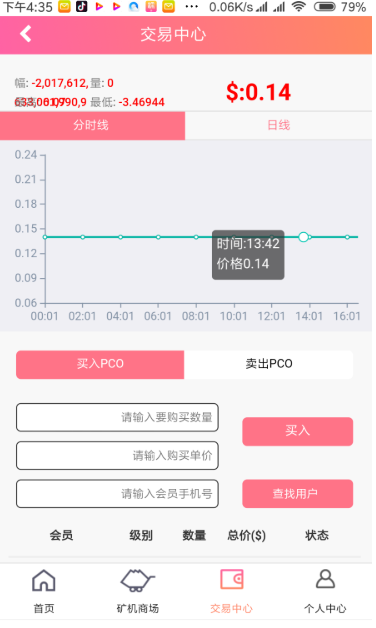 下午4:35 ... 0.06K/s 79%
交易中心
幅: -2,017,612, 量: 0
最低: -3.46944
$:0.14
分时线 日线
0.24
0.21
0.18
0.15
0.12
0.09
0.06
时间:13:42
价格0.14
00:01 02:01 04:01 06:01 08:01 10:01 12:01 14:01 16:01
买入PCO 卖出PCO
请输入要购买数量
买入
请输入购买单价
请输入会员手机号
查找用户
会员 级别 数量 总价($) 状态
首页 矿机商场 交易中心 个人中心